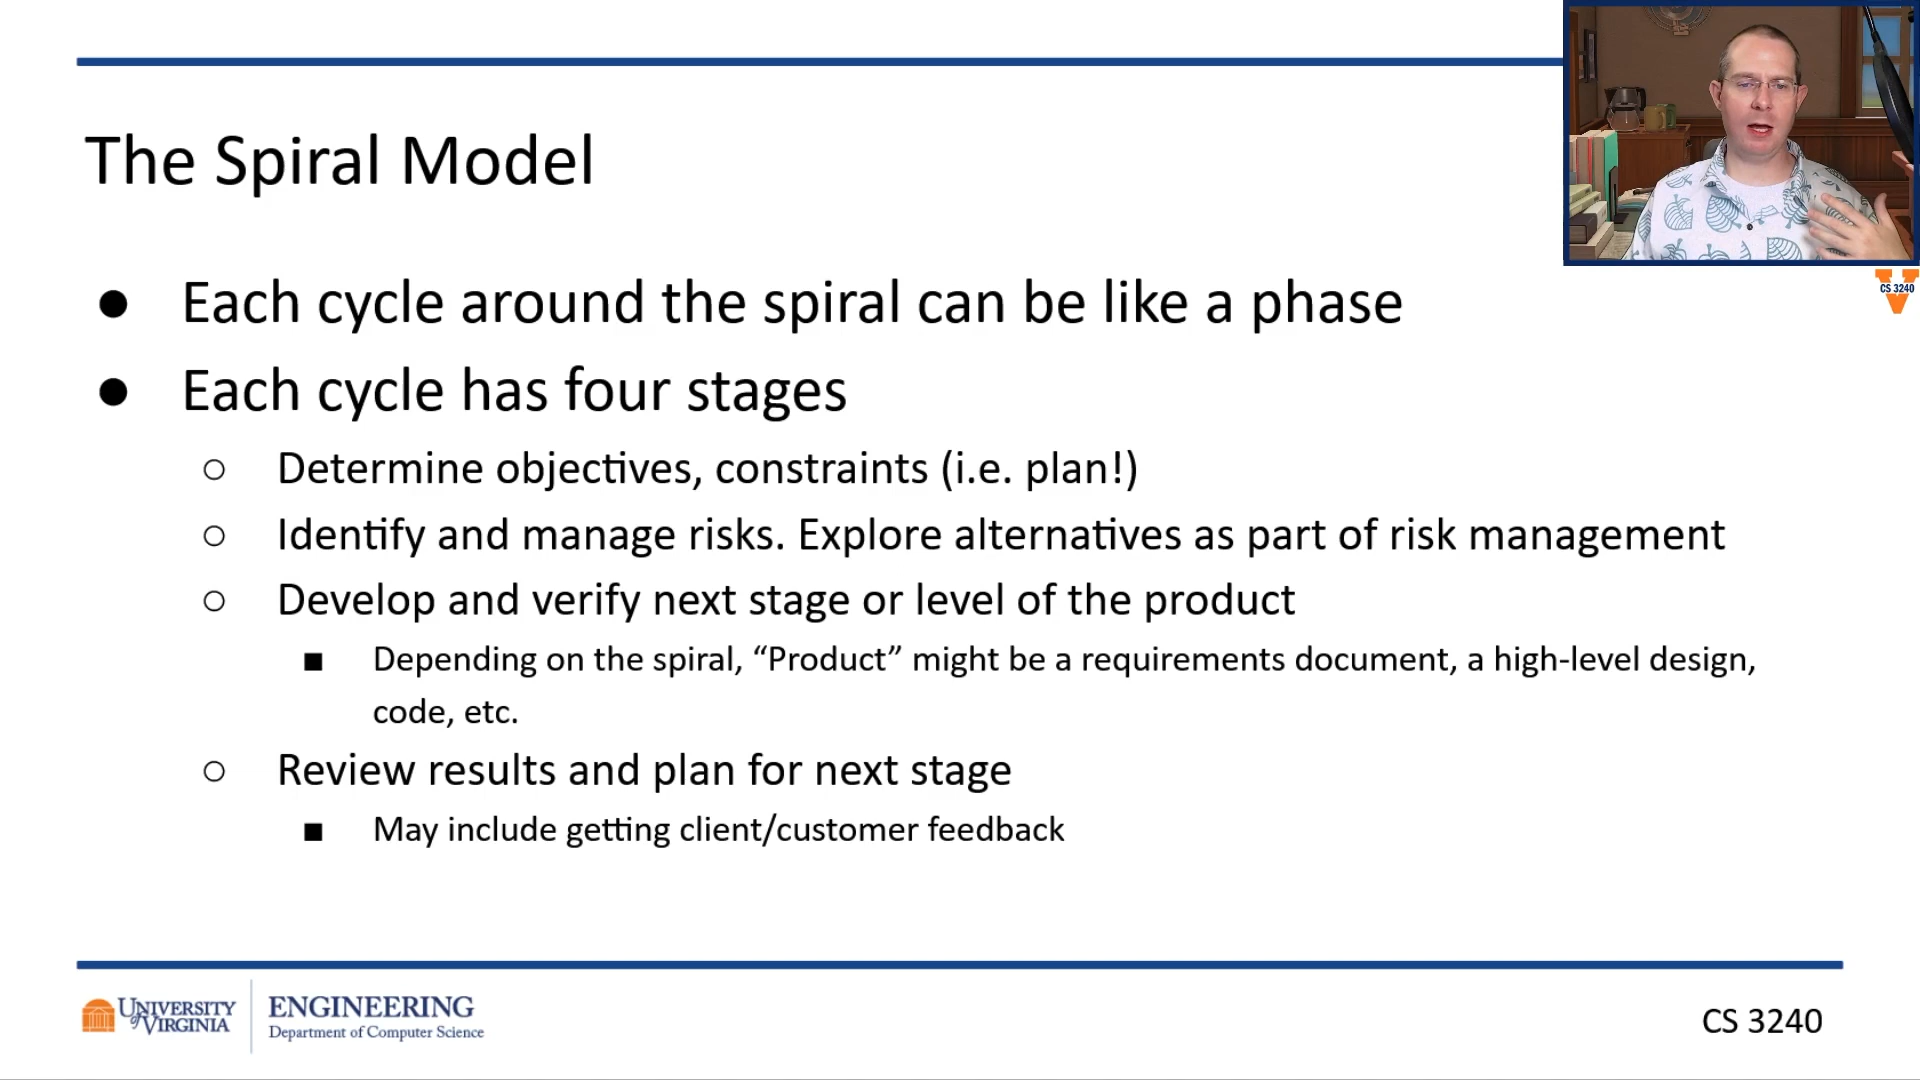 The Spiral Model
CS 3240
● Each cycle around the spiral can be like a phase
● Each cycle has four stages
○ Determine objectives, constraints (i.e. plan!)
○ Identify and manage risks. Explore alternatives as part of risk management
○ Develop and verify next stage or level of the product
■ Depending on the spiral, “Product” might be a requirements document, a high-level design,
code, etc.
○ Review results and plan for next stage
■ May include getting client/customer feedback
UNIVERSITY
of VIRGINIA
ENGINEERING
Department of Computer Science
CS 3240